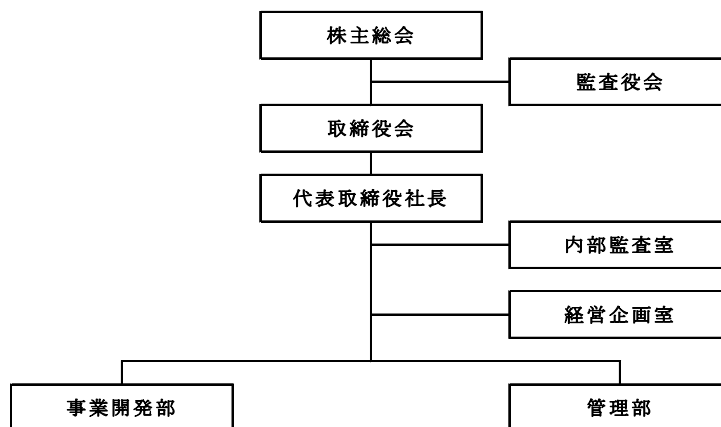 株主総会
監査役会
取締役会
代表取締役社長
内部監査室
経営企画室
事業開発部
管理部